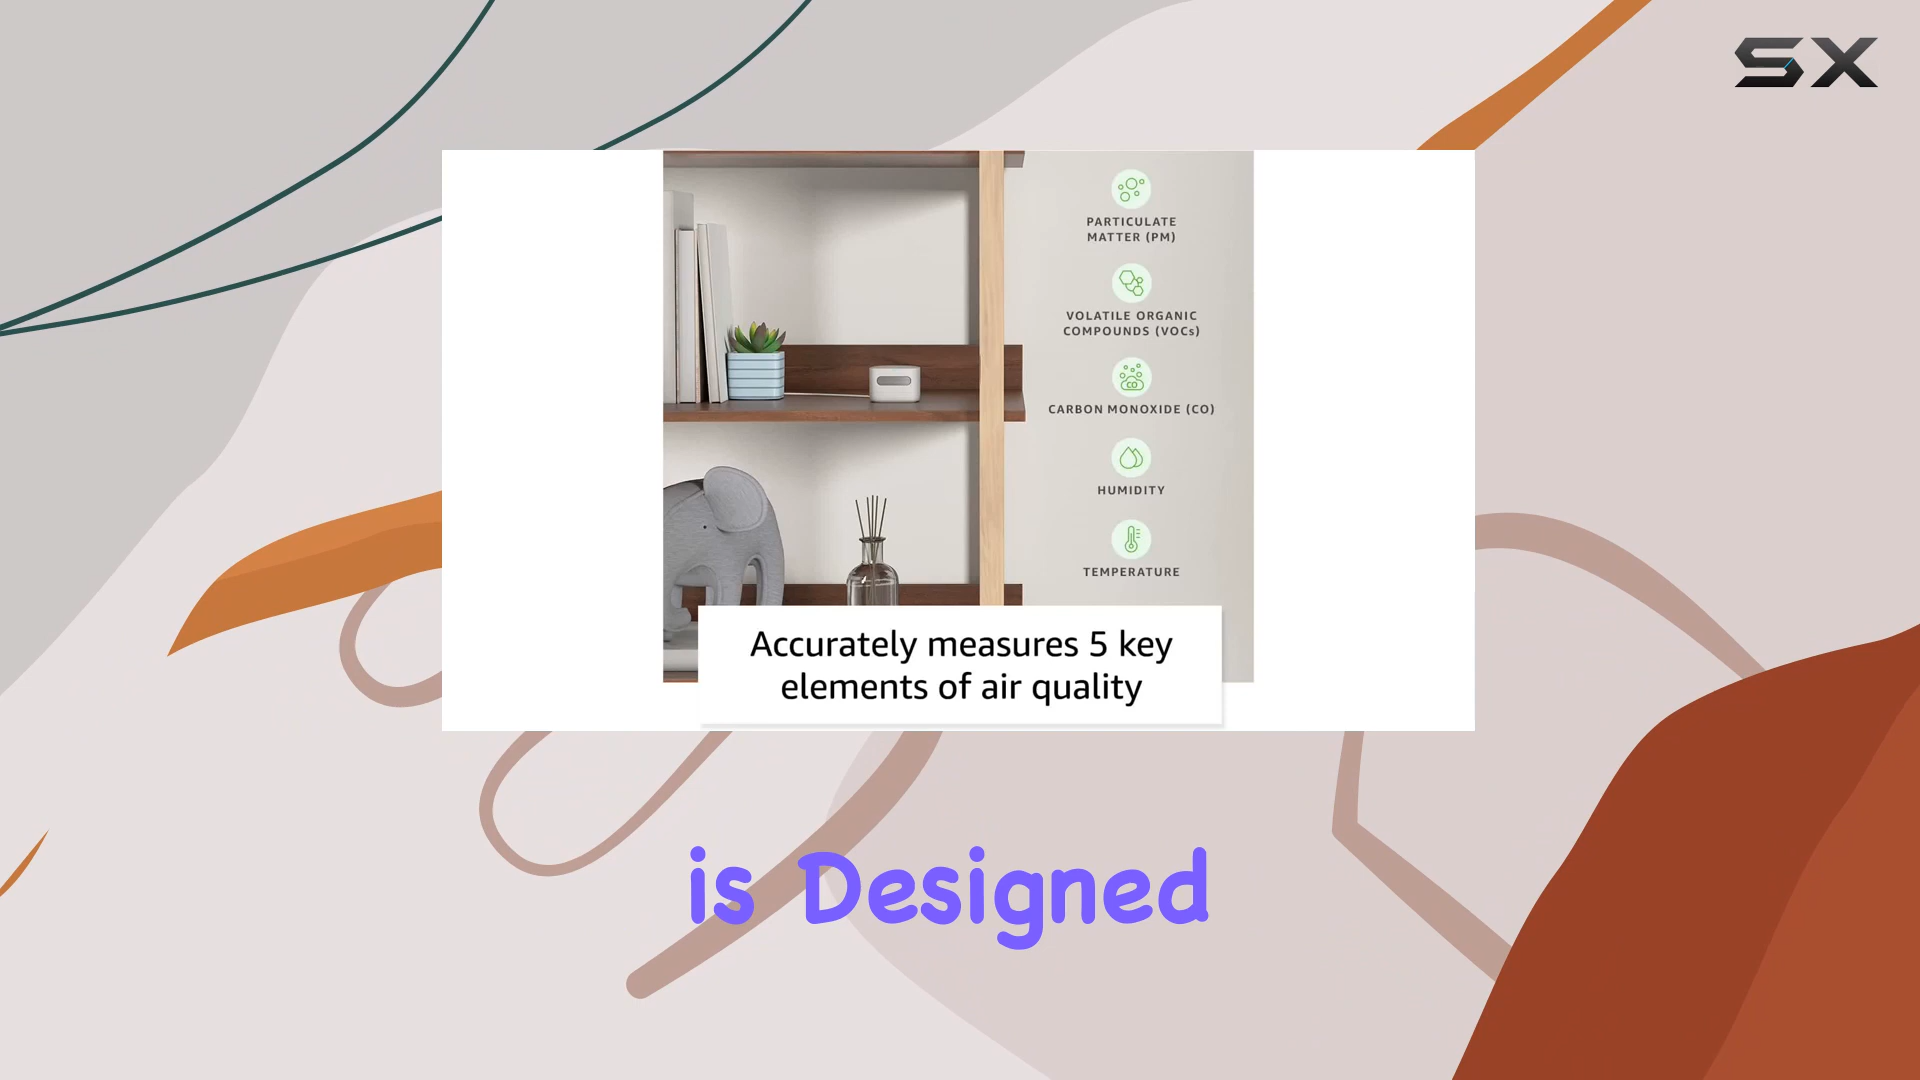 SX
PARTICULATE
MATTER (PM)
VOLATILE ORGANIC
COMPOUNDS (VOCs)
CO
CARBON MONOXIDE (CO)
HUMIDITY
TEMPERATURE
Accurately measures 5 key
elements of air quality
is Designed